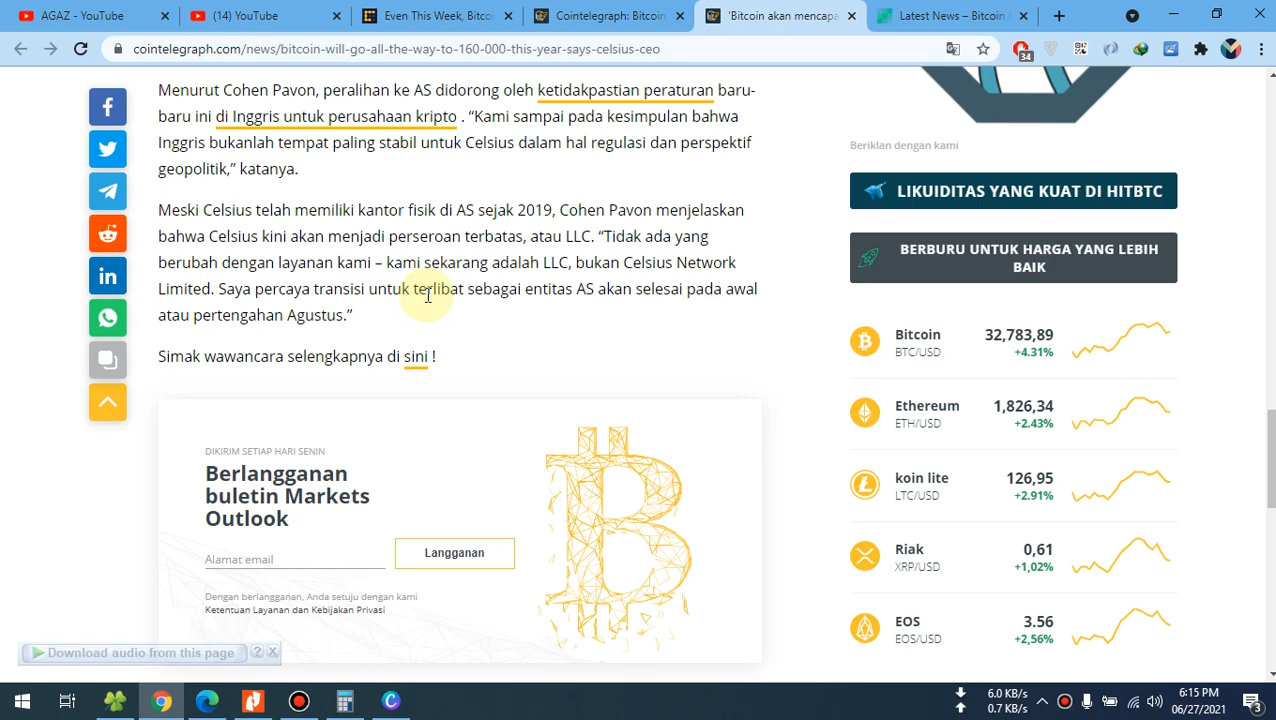 AGAZ - YouTube
(14) YouTube
Even This Week, Bitco
Cointelegraph: Bitcoin
'Bitcoin akan mencapa
Latest News – Bitcoin
cointelegraph.com/news/bitcoin-will-go-all-the-way-to-160-000-this-year-says-celsius-ceo
34
Menurut Cohen Pavon, peralihan ke AS didorong oleh ketidakpastian peraturan baru-
baru ini di Inggris untuk perusahaan kripto . “Kami sampai pada kesimpulan bahwa
Inggris bukanlah tempat paling stabil untuk Celsius dalam hal regulasi dan perspektif
geopolitik,” katanya.
Meski Celsius telah memiliki kantor fisik di AS sejak 2019, Cohen Pavon menjelaskan
bahwa Celsius kini akan menjadi perseroan terbatas, atau LLC. “Tidak ada yang
berubah dengan layanan kami – kami sekarang adalah LLC, bukan Celsius Network
Limited. Saya percaya transisi untuk terlibat sebagai entitas AS akan selesai pada awal
atau pertengahan Agustus.”
Simak wawancara selengkapnya di sini !
DIKIRIM SETIAP HARI SENIN
Berlangganan
buletin Markets
Outlook
Alamat email
Langganan
Dengan berlangganan, Anda setuju dengan kami
Ketentuan Layanan dan Kebijakan Privasi
Beriklan dengan kami
LIKUIDITAS YANG KUAT DI HITBTC
BERBURU UNTUK HARGA YANG LEBIH
BAIK
Bitcoin 32,783,89
BTC/USD +4.31%
Ethereum 1,826,34
ETH/USD +2.43%
koin lite 126,95
LTC/USD +2.91%
Riak 0,61
XRP/USD +1,02%
EOS 3.56
EOS/USD +2,56%
Download audio from this page ? X
6.0 KB/s
0.7 KB/s
6:15 PM
06/27/2021
3